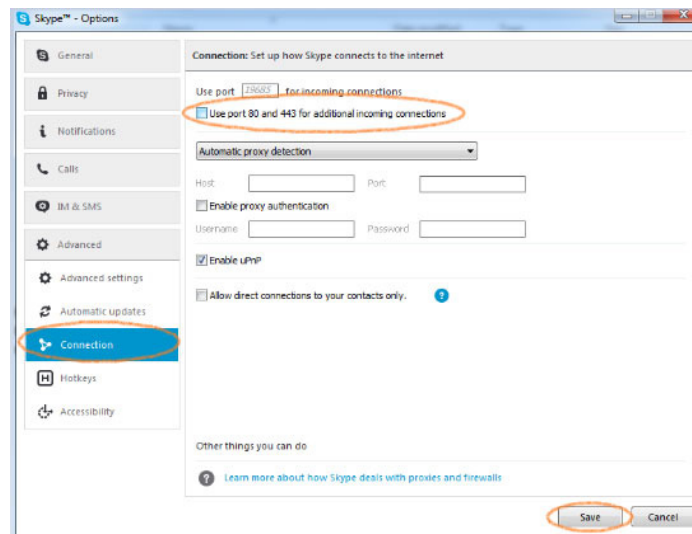 Skype™ - Options
General
Privacy
Notifications
Calls
IM & SMS
Advanced
Advanced settings
Automatic updates
Connection
Hotkeys
Accessibility
Connection: Set up how Skype connects to the internet
Use port 19685 for incoming connections
Use port 80 and 443 for additional incoming connections
Automatic proxy detection
Host Port
Enable proxy authentication
Username Password
Enable uPnP
Allow direct connections to your contacts only. ?
Other things you can do
? Learn more about how Skype deals with proxies and firewalls
Save Cancel